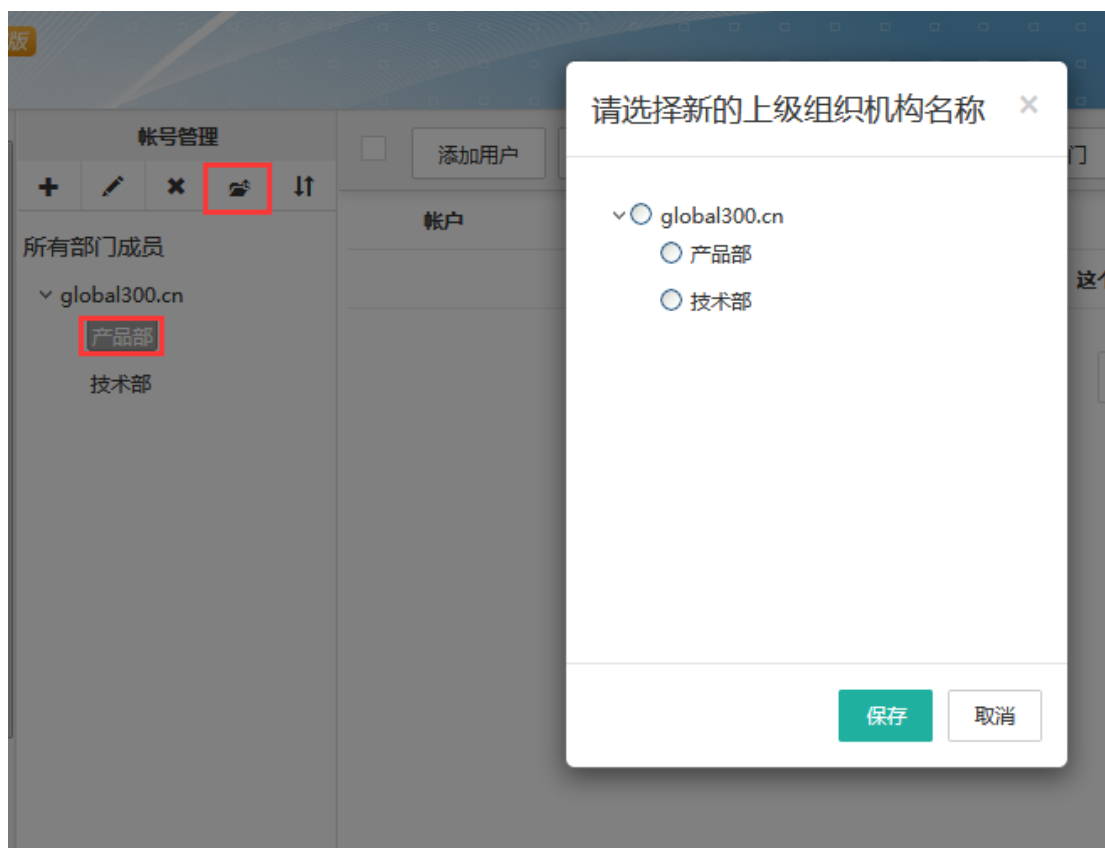 版
请选择新的上级组织机构名称
×
帐号管理
添加用户
门
帐户
所有部门成员
global300.cn
产品部
技术部
这个
global300.cn
产品部
技术部
保存
取消